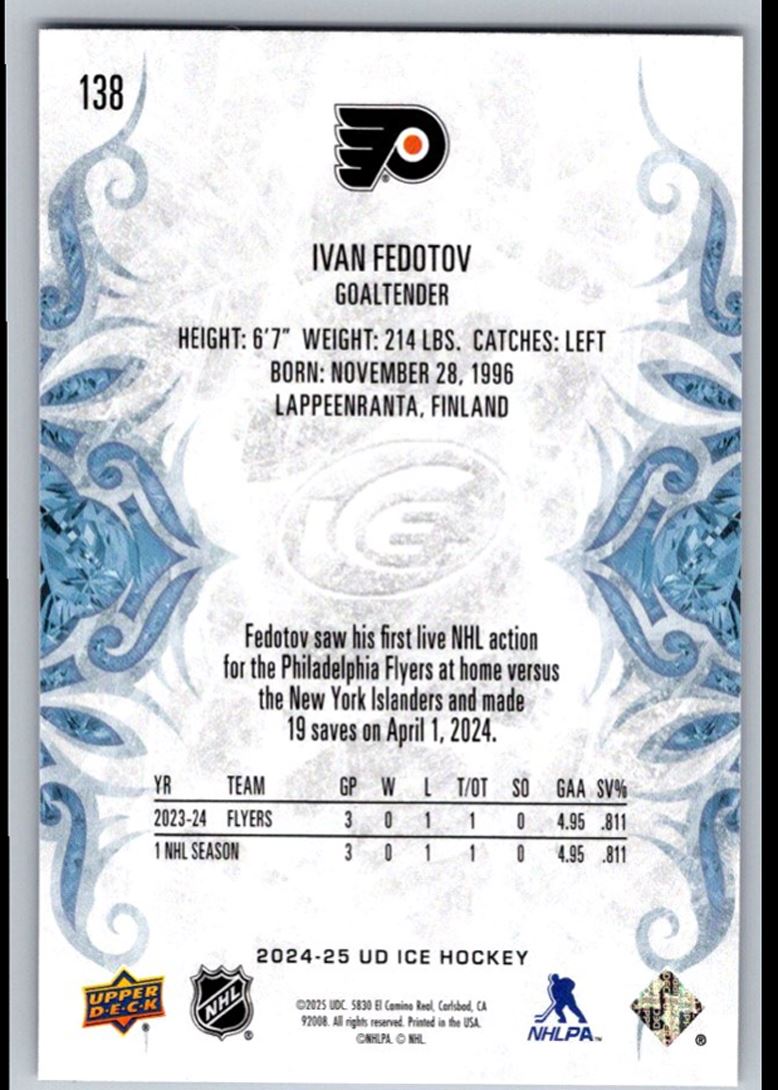 138
IVAN FEDOTOV
GOALTENDER
HEIGHT: 6'7" WEIGHT: 214 LBS. CATCHES: LEFT
BORN: NOVEMBER 28, 1996
LAPPEENRANTA, FINLAND
ICE
Fedotov saw his first live NHL action
for the Philadelphia Flyers at home versus
the New York Islanders and made
19 saves on April 1, 2024.
YR TEAM GP W L T/OT SO GAA SV%
2023-24 FLYERS 3 0 1 1 0 4.95 .811
1 NHL SEASON 3 0 1 1 0 4.95 .811
2024-25 UD ICE HOCKEY
UPPER
D·E·C·K
®
NHL
®
©2025 UDC. 5830 El Camino Real, Carlsbad, CA
92008. All rights reserved. Printed in the USA.
©NHLPA. © NHL.
NHLPA™
®